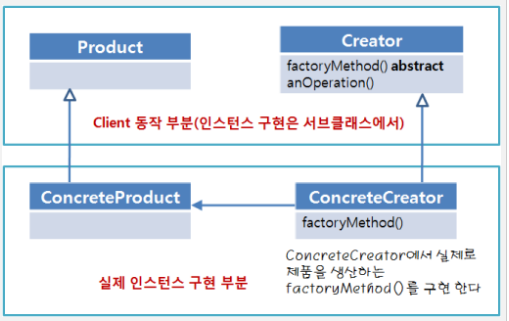 Product
Creator
factoryMethod() abstract
anOperation()
Client 동작 부분(인스턴스 구현은 서브클래스에서)
ConcreteProduct
ConcreteCreator
factoryMethod()
ConcreteCreator에서 실제로
제품을 생산하는
factoryMethod()를 구현 한다
실제 인스턴스 구현 부분